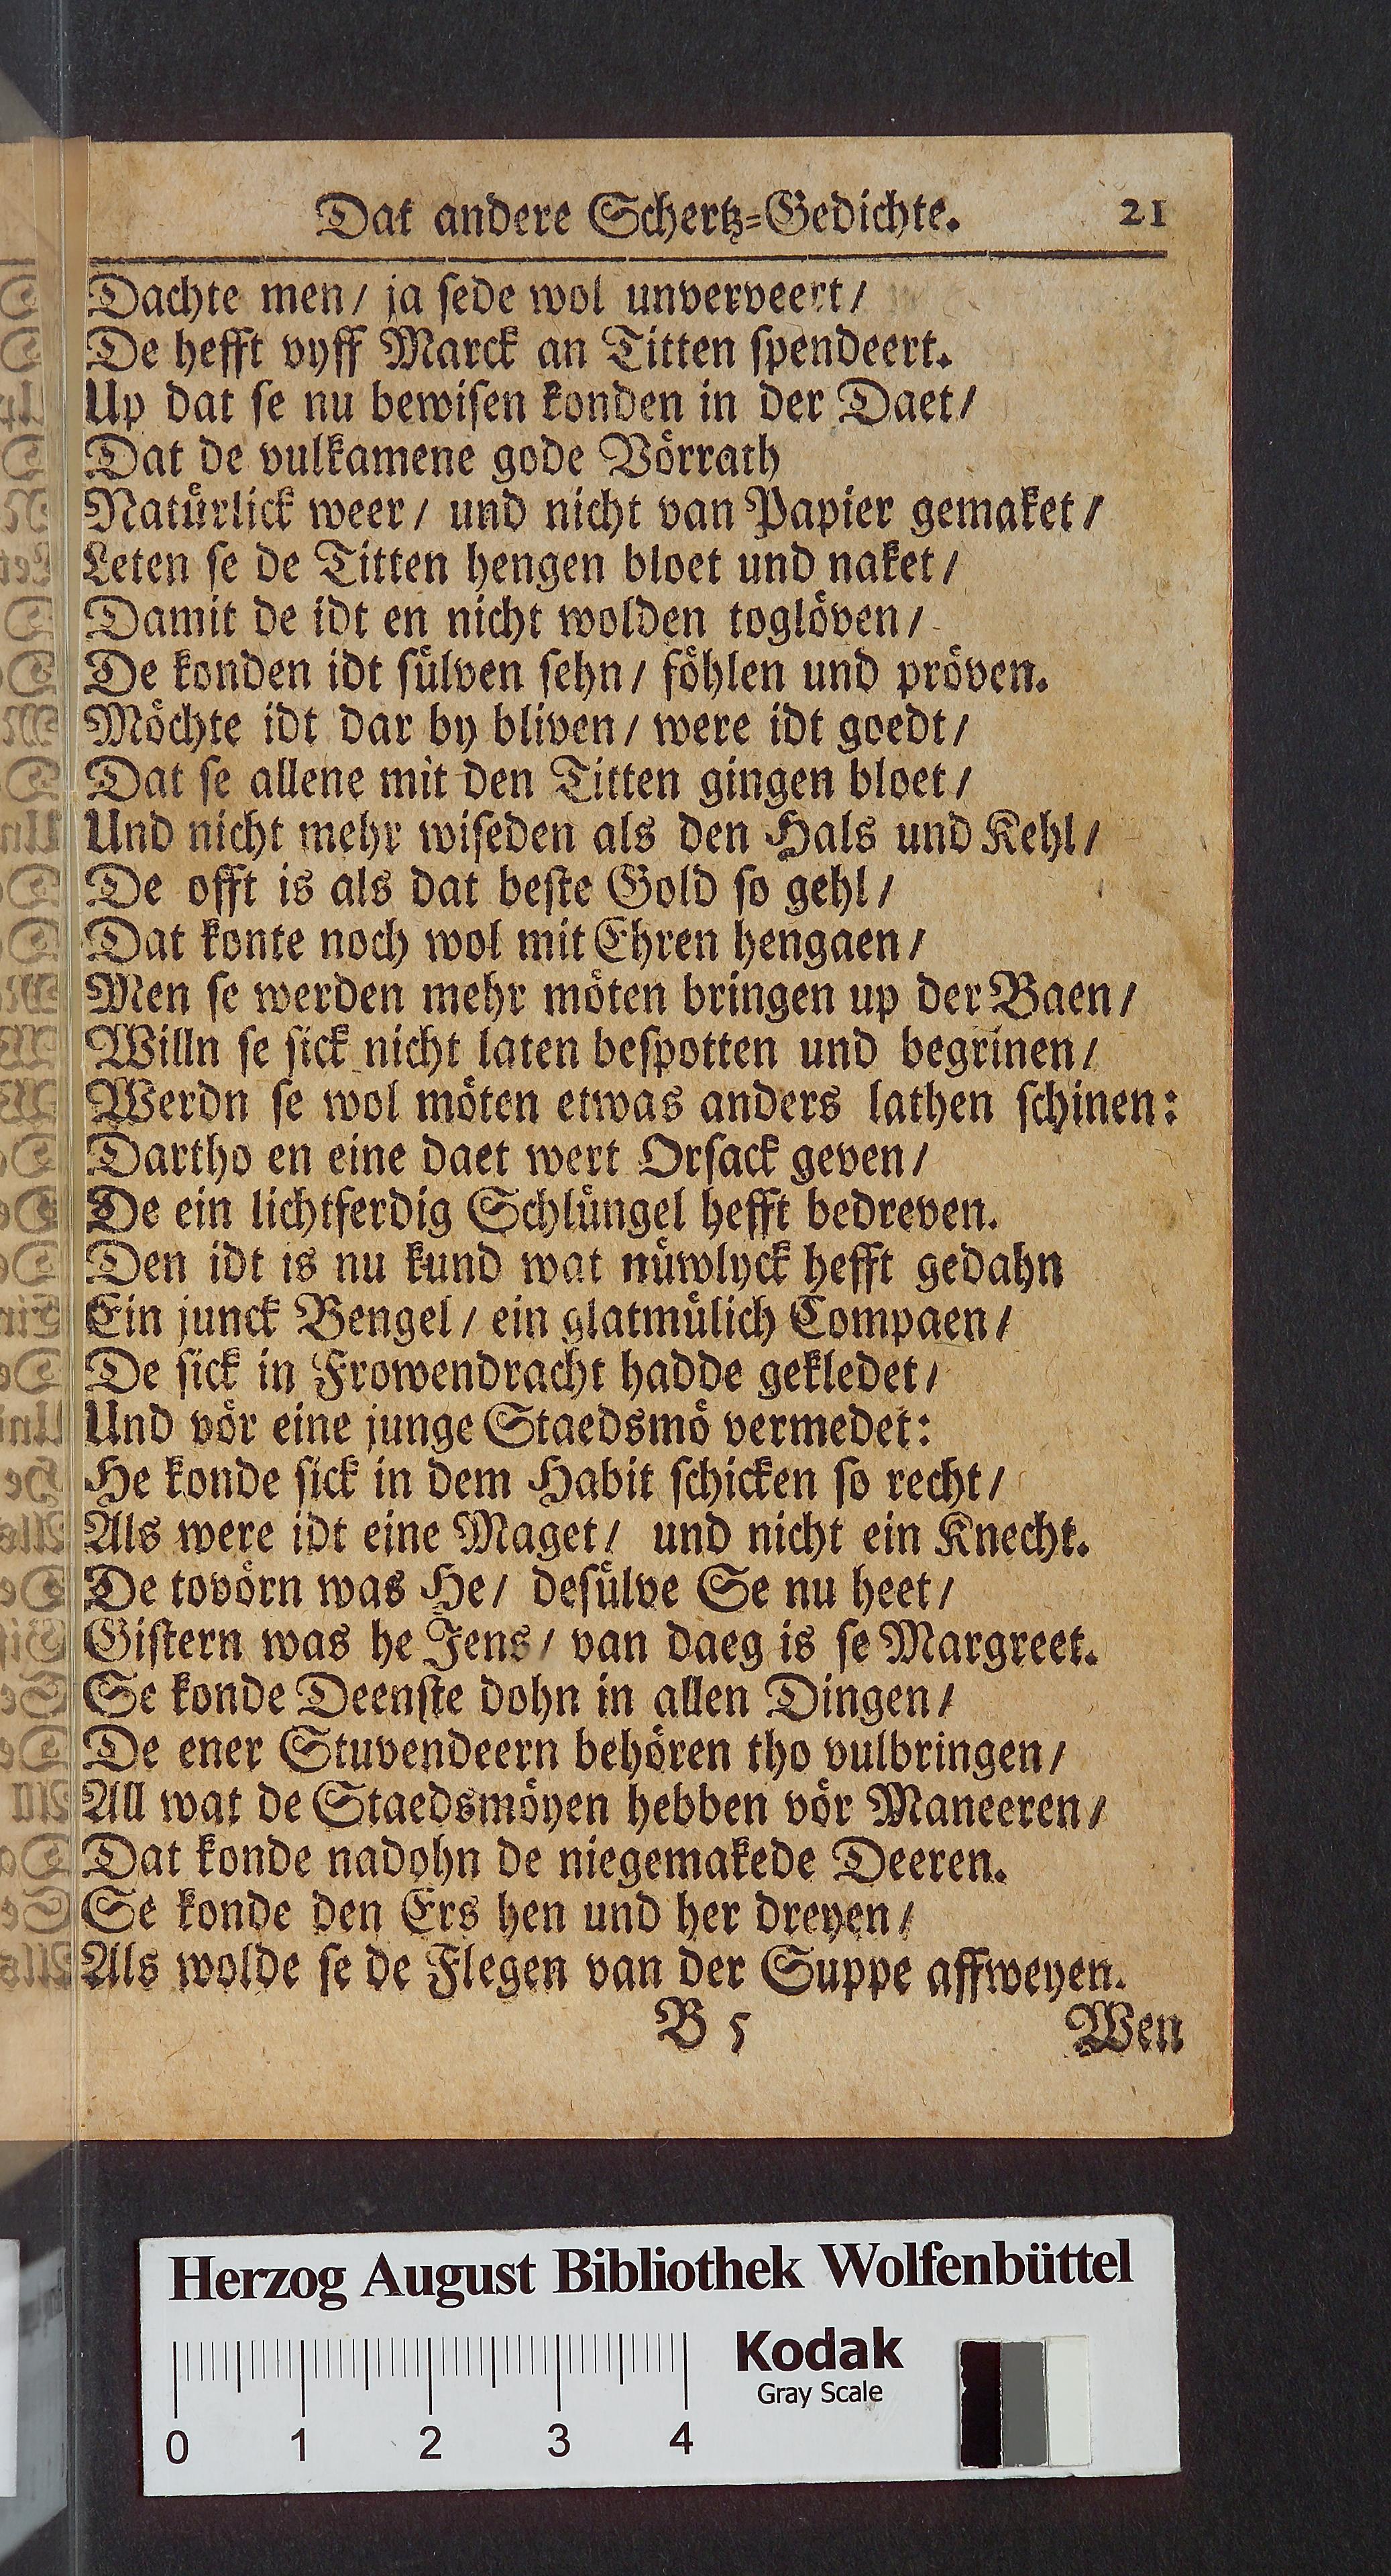 Dat andere Schertz=Gedichte. 21
Dachte men/ ja ſede wol unverveert/
De hefft vyff Marck an Titten ſpendeert.
Up dat ſe nu bewiſen konden in der Daet/
Dat de vulkamene gode Vörrath
Natürlick weer/ und nicht van Papier gemaket/
Leten ſe de Titten hengen bloet und naket/
Damit de idt en nicht wolden toglöven/
De konden idt ſülven ſehn/ föhlen und pröven.
Möchte idt dar by bliven/ were idt goedt/
Dat ſe allene mit den Titten gingen bloet/
Und nicht mehr wiſeden als den Hals und Kehl/
De offt is als dat beſte Gold ſo gehl/
Dat konte noch wol mit Ehren hengaen/
Men ſe werden mehr möten bringen up der Baen/
Willn ſe ſick nicht laten beſpotten und begrinen/
Werdn ſe wol möten etwas anders lathen ſchinen:
Dartho en eine daet wert Orſack geven/
De ein lichtferdig Schlüngel hefft bedreven.
Den idt is nu kund wat nüwlyck hefft gedahn
Ein junck Bengel/ ein glatmülich Compaen/
De ſick in Frowendracht hadde gekledet/
Und vör eine junge Staedsmö vermedet:
He konde ſick in dem Habit ſchicken ſo recht/
Als were idt eine Maget/ und nicht ein Knecht.
De tovörn was He/ deſülve Se nu heet/
Giſtern was he Jens/ van daeg is ſe Margreet.
Se konde Deenſte dohn in allen Dingen/
De ener Stuvendeern behören tho vulbringen/
All wat de Staedsmöyen hebben vör Maneeren/
Dat konde nadohn de niegemakede Deeren.
Se konde den Ers hen und her dreyen/
Als wolde ſe de Flegen van der Suppe affweyen.
B 5 Wen
Herzog August Bibliothek Wolfenbüttel
Kodak
Gray Scale
0 1 2 3 4